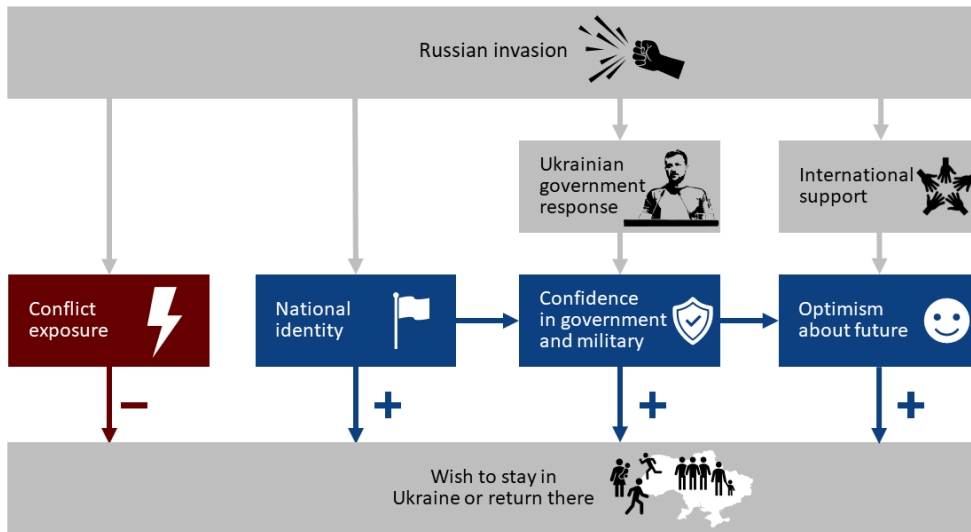 Russian invasion
Ukrainian
government
response
International
support
Conflict
exposure
National
identity
Confidence
in government
and military
Optimism
about future
−
+
+
+
Wish to stay in
Ukraine or return there